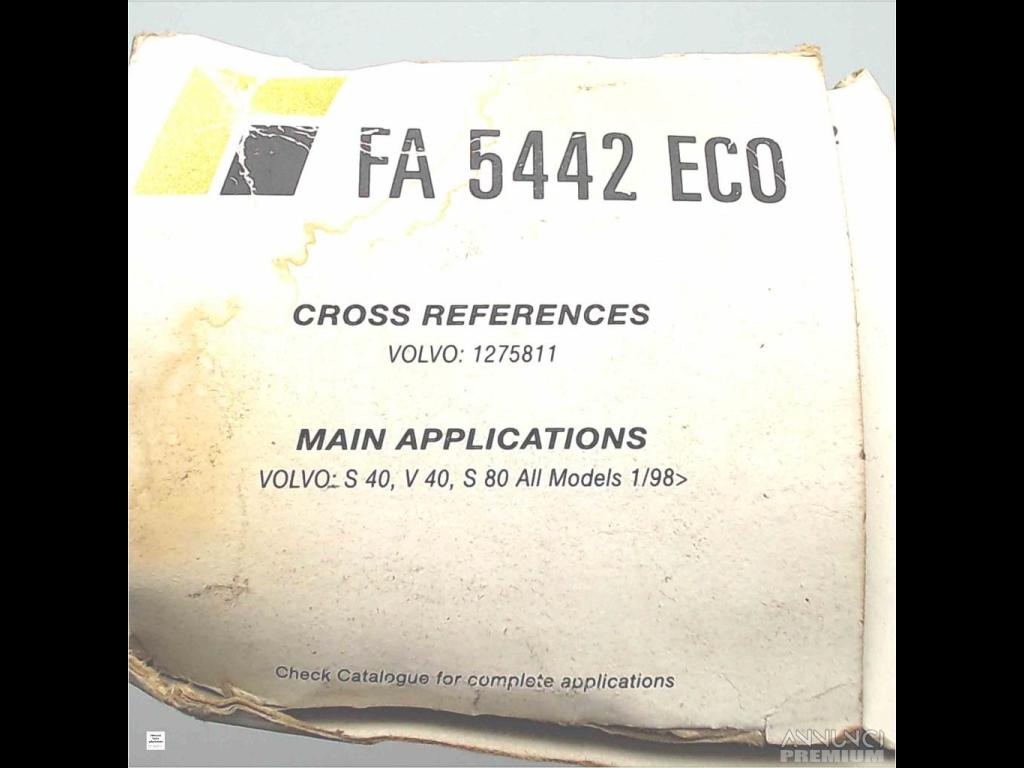 FA 5442 ECO
CROSS REFERENCES
VOLVO: 1275811
MAIN APPLICATIONS
VOLVO: S 40, V 40, S 80 All Models 1/98>
Check Catalogue for complete applications
ANNUNCI
PREMIUM